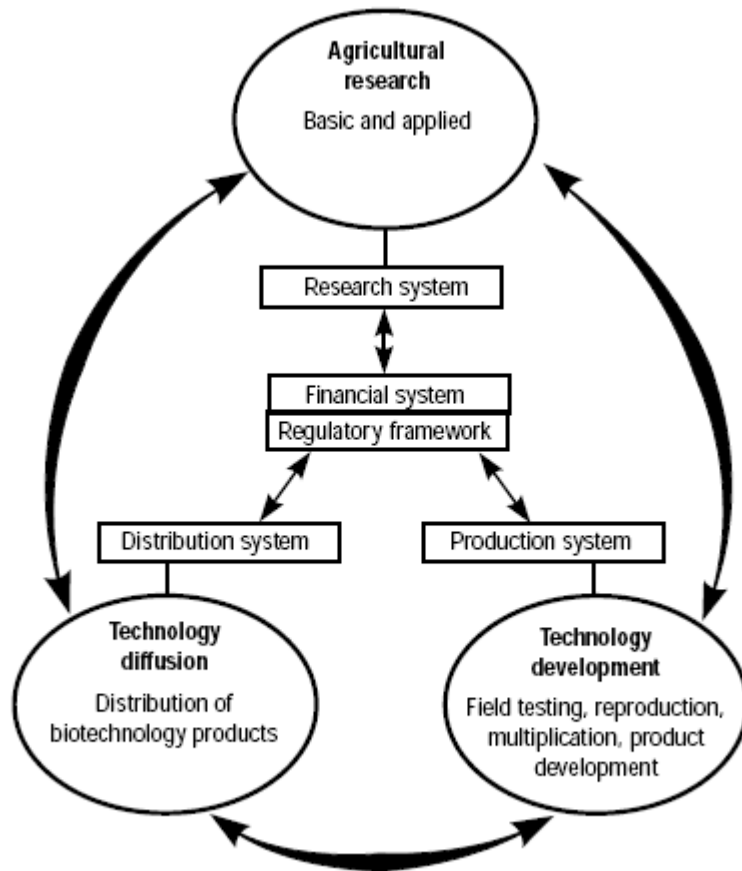 Agricultural
research
Basic and applied
Research system
Financial system
Regulatory framework
Distribution system
Production system
Technology
diffusion
Distribution of
biotechnology products
Technology
development
Field testing, reproduction,
multiplication, product
development